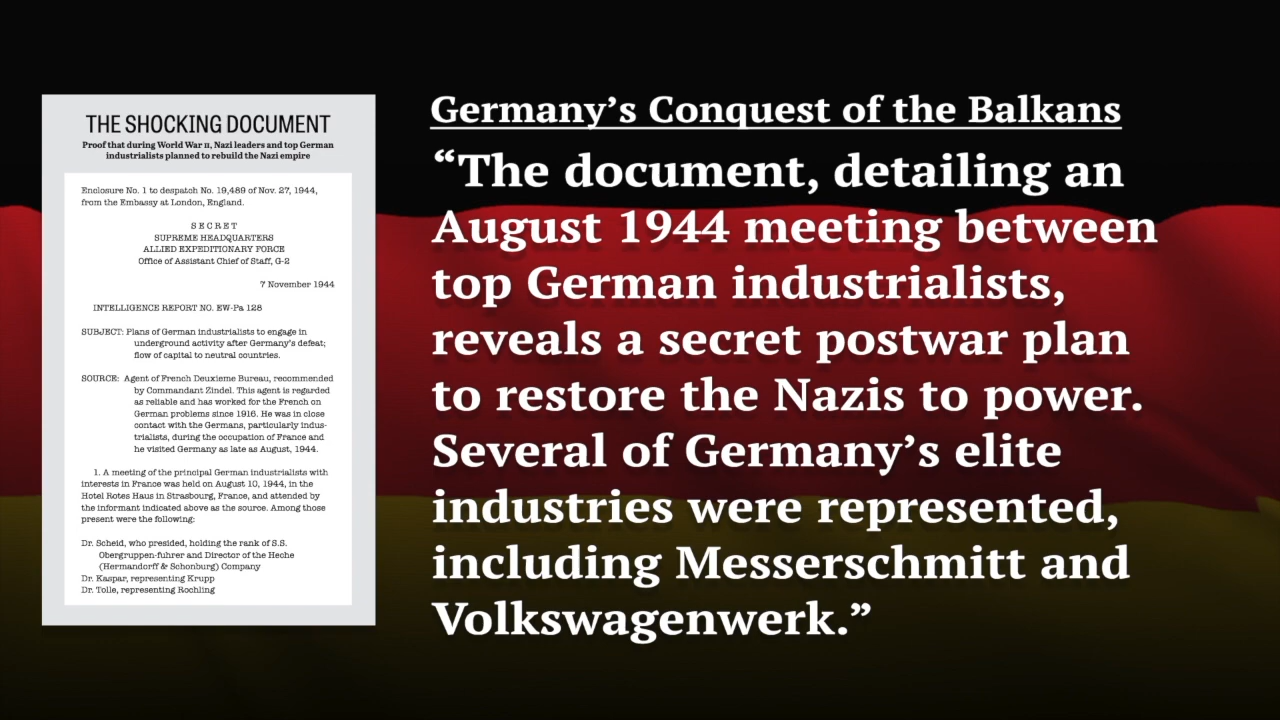 THE SHOCKING DOCUMENT
Proof that during World War II, Nazi leaders and top German
industrialists planned to rebuild the Nazi empire
Enclosure No. 1 to despatch No. 19,489 of Nov. 27, 1944,
from the Embassy at London, England.
S E C R E T
SUPREME HEADQUARTERS
ALLIED EXPEDITIONARY FORCE
Office of Assistant Chief of Staff, G-2
7 November 1944
INTELLIGENCE REPORT NO. EW-Pa 128
SUBJECT: Plans of German industrialists to engage in
underground activity after Germany's defeat;
flow of capital to neutral countries.
SOURCE: Agent of French Deuxieme Bureau, recommended
by Commandant Zindel. This agent is regarded
as reliable and has worked for the French on
German problems since 1916. He was in close
contact with the Germans, particularly indus-
trialists, during the occupation of France and
he visited Germany as late as August, 1944.
1. A meeting of the principal German industrialists with
interests in France was held on August 10, 1944, in the
Hotel Rotes Haus in Strasbourg, France, and attended by
the informant indicated above as the source. Among those
present were the following:
Dr. Scheid, who presided, holding the rank of S.S.
Obergruppen-fuhrer and Director of the Heche
(Hermandorff & Schonburg) Company
Dr. Kaspar, representing Krupp
Dr. Tolle, representing Rochling
Germany’s Conquest of the Balkans
“The document, detailing an
August 1944 meeting between
top German industrialists,
reveals a secret postwar plan
to restore the Nazis to power.
Several of Germany’s elite
industries were represented,
including Messerschmitt and
Volkswagenwerk.”